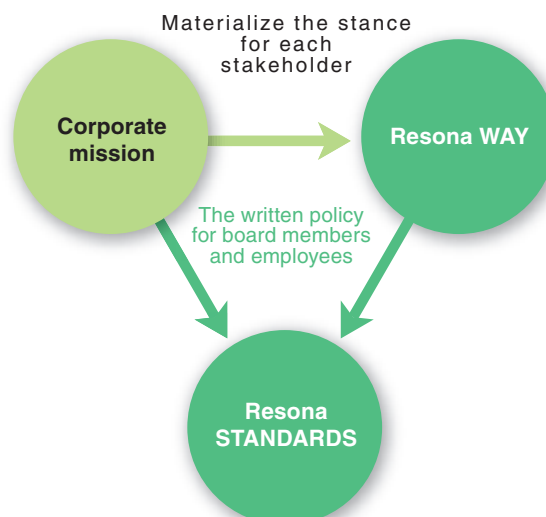 Materialize the stance
for each
stakeholder
Corporate
mission
Resona WAY
The written policy
for board members
and employees
Resona
STANDARDS